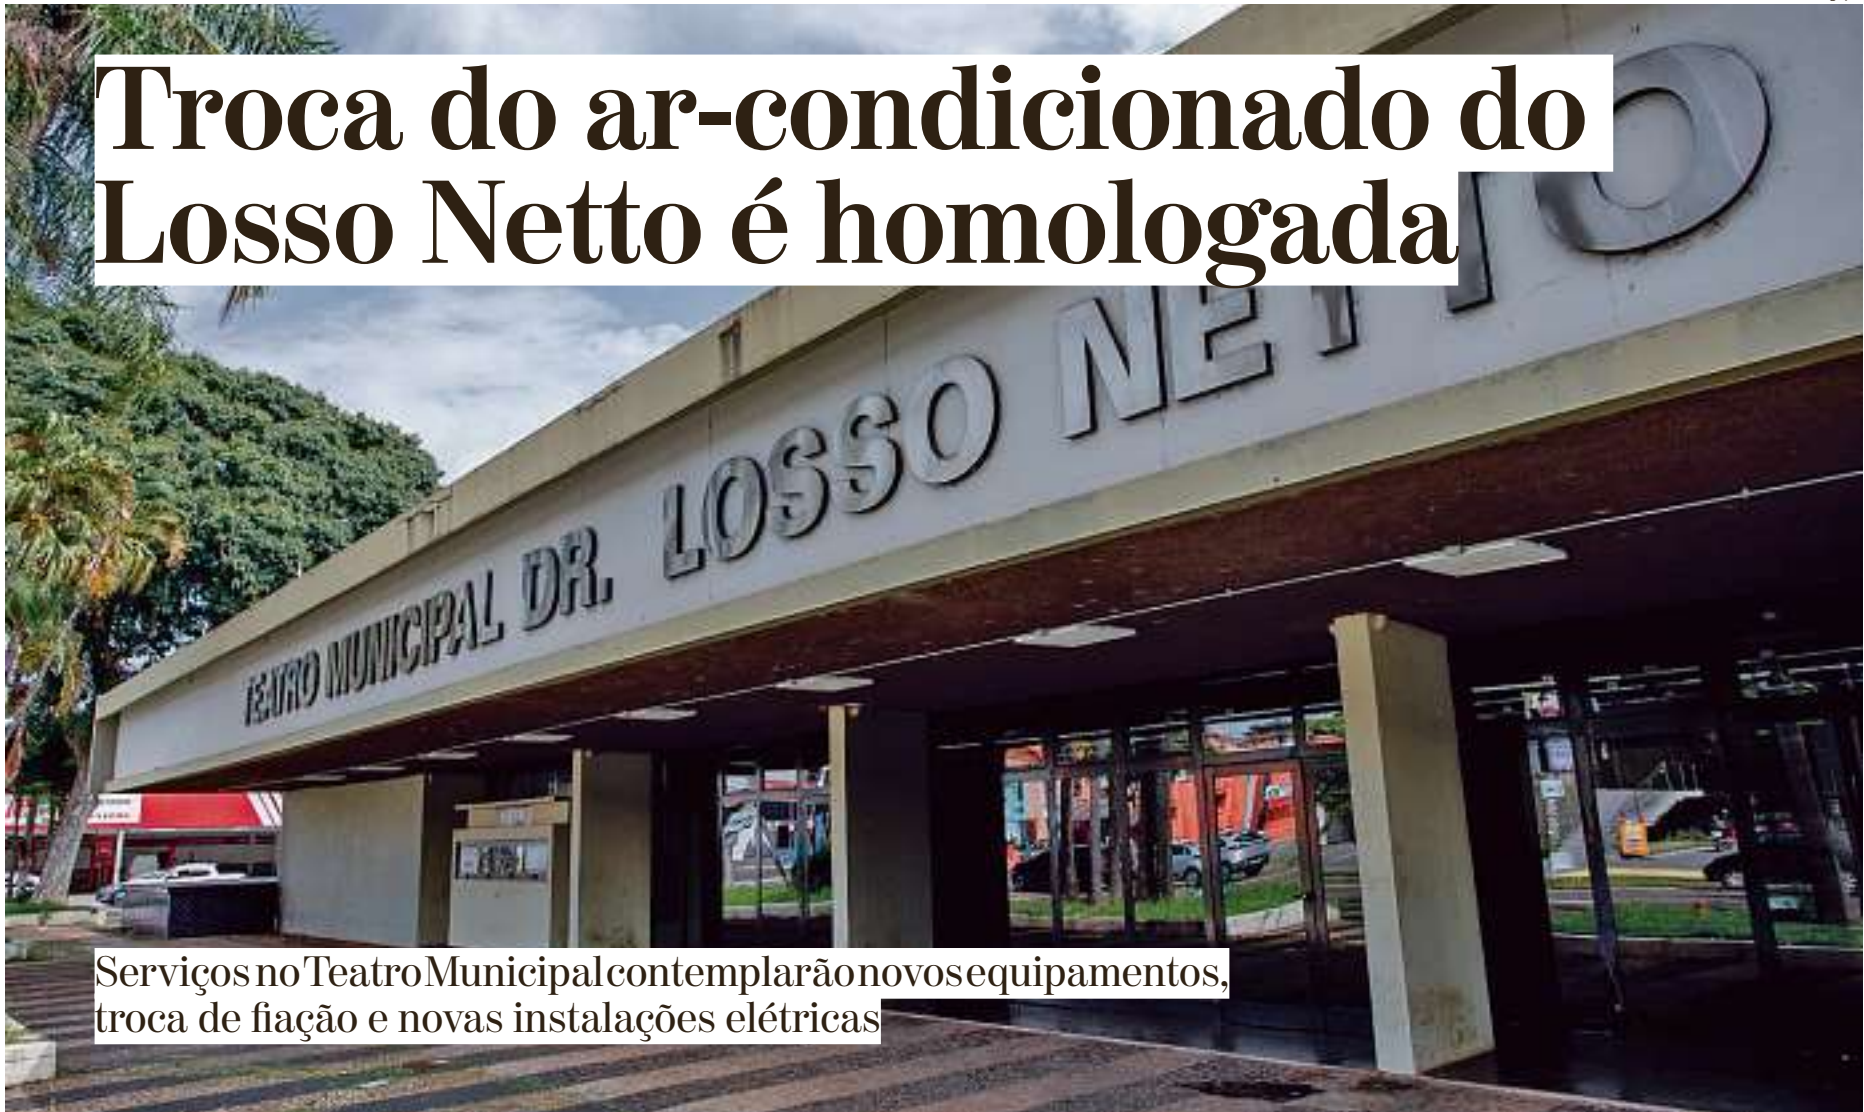 Troca do ar-condicionado do
Losso Netto é homologada
TEATRO MUNICIPAL DR. LOSSO NETTO
Serviços no Teatro Municipal contemplarão novos equipamentos,
troca de fiação e novas instalações elétricas